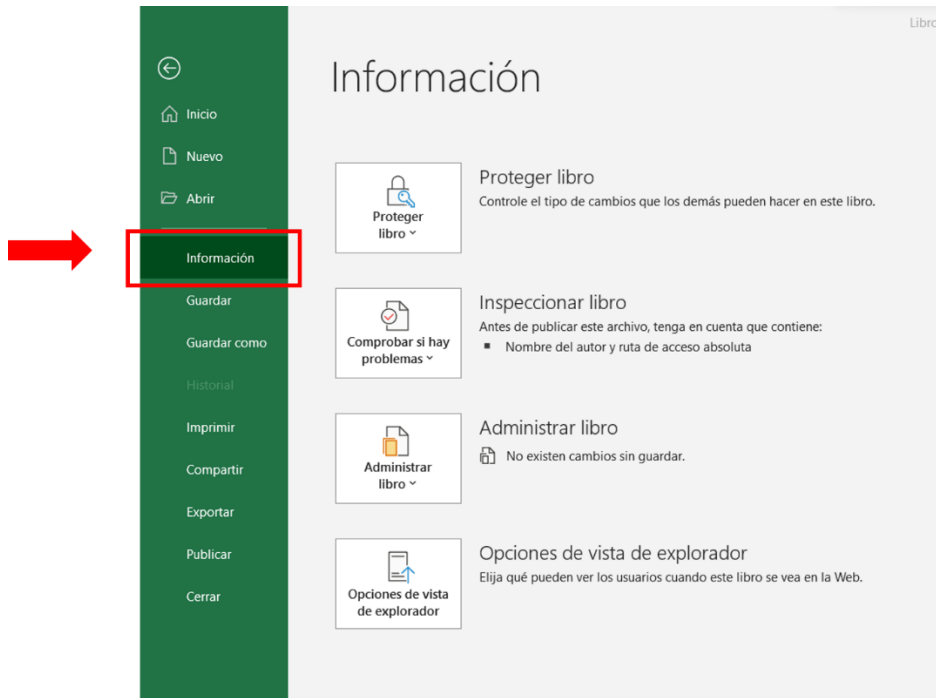 Libro
Información
Inicio
Nuevo
Abrir
Información
Guardar
Guardar como
Historial
Imprimir
Compartir
Exportar
Publicar
Cerrar
Proteger
libro
Proteger libro
Controle el tipo de cambios que los demás pueden hacer en este libro.
Comprobar si hay
problemas
Inspeccionar libro
Antes de publicar este archivo, tenga en cuenta que contiene:
Nombre del autor y ruta de acceso absoluta
Administrar
libro
Administrar libro
No existen cambios sin guardar.
Opciones de vista
de explorador
Opciones de vista de explorador
Elija qué pueden ver los usuarios cuando este libro se vea en la Web.